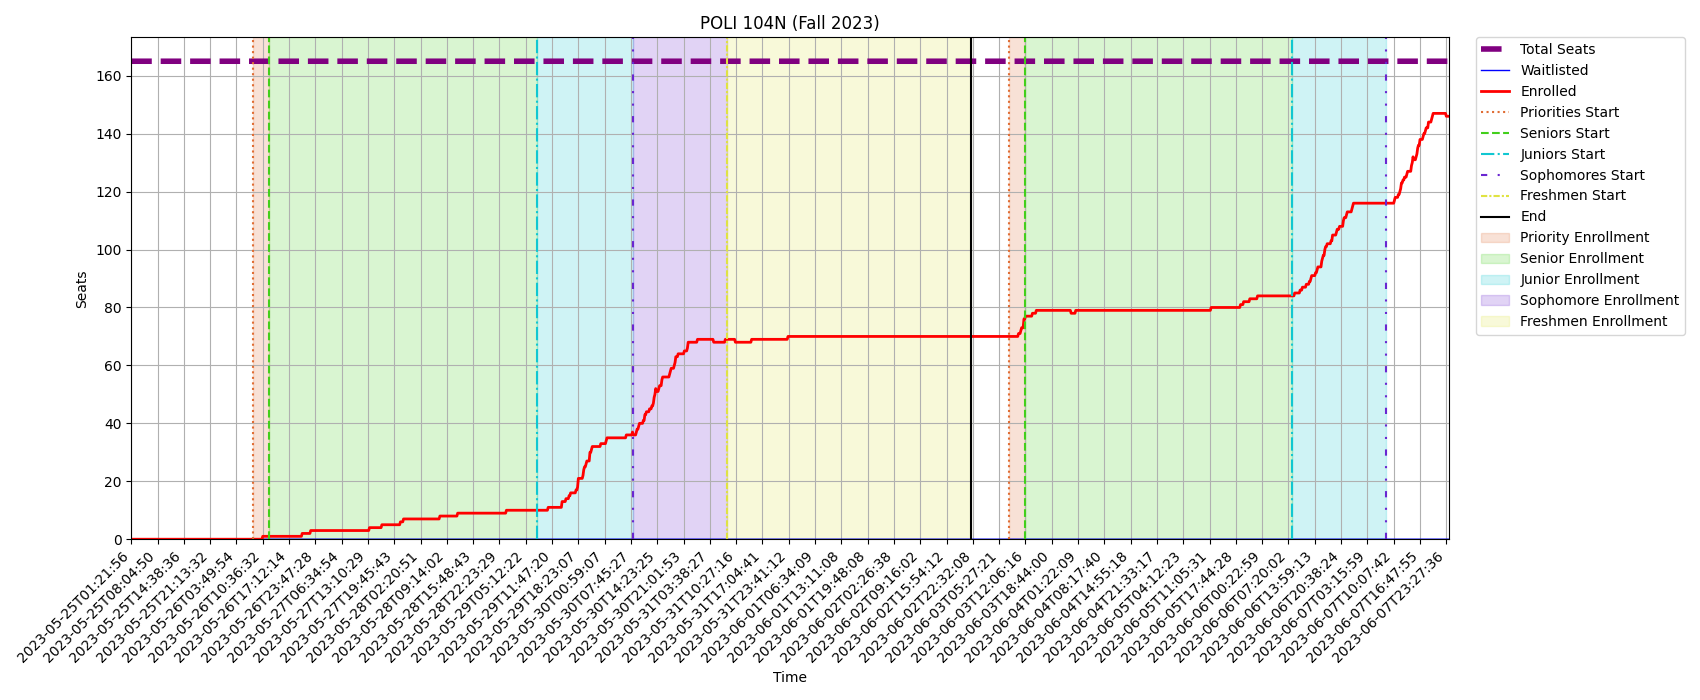 POLI 104N (Fall 2023)
Seats
160
140
120
100
80
60
40
20
0
2023-05-25T01:21:56
2023-05-25T08:04:50
2023-05-25T14:38:36
2023-05-25T21:13:32
2023-05-26T03:49:54
2023-05-26T10:36:32
2023-05-26T17:12:14
2023-05-26T23:47:28
2023-05-27T06:34:54
2023-05-27T13:10:29
2023-05-27T19:45:43
2023-05-28T02:20:51
2023-05-28T09:14:02
2023-05-28T15:48:43
2023-05-28T22:23:29
2023-05-29T05:12:22
2023-05-29T11:47:20
2023-05-29T18:23:07
2023-05-30T00:59:07
2023-05-30T07:45:27
2023-05-30T14:23:25
2023-05-30T21:01:53
2023-05-31T03:38:27
2023-05-31T10:27:16
2023-05-31T17:04:41
2023-05-31T23:41:12
2023-06-01T06:34:09
2023-06-01T13:11:08
2023-06-01T19:48:08
2023-06-02T02:26:38
2023-06-02T09:16:02
2023-06-02T15:54:12
2023-06-02T22:32:08
2023-06-03T05:27:21
2023-06-03T12:06:16
2023-06-03T18:44:00
2023-06-04T01:22:09
2023-06-04T08:17:40
2023-06-04T14:55:18
2023-06-04T21:33:17
2023-06-05T04:12:23
2023-06-05T11:05:31
2023-06-05T17:44:28
2023-06-06T00:22:59
2023-06-06T07:20:02
2023-06-06T13:59:13
2023-06-06T20:38:24
2023-06-07T03:15:59
2023-06-07T10:07:42
2023-06-07T16:47:55
2023-06-07T23:27:36
Time
Total Seats
Waitlisted
Enrolled
Priorities Start
Seniors Start
Juniors Start
Sophomores Start
Freshmen Start
End
Priority Enrollment
Senior Enrollment
Junior Enrollment
Sophomore Enrollment
Freshmen Enrollment